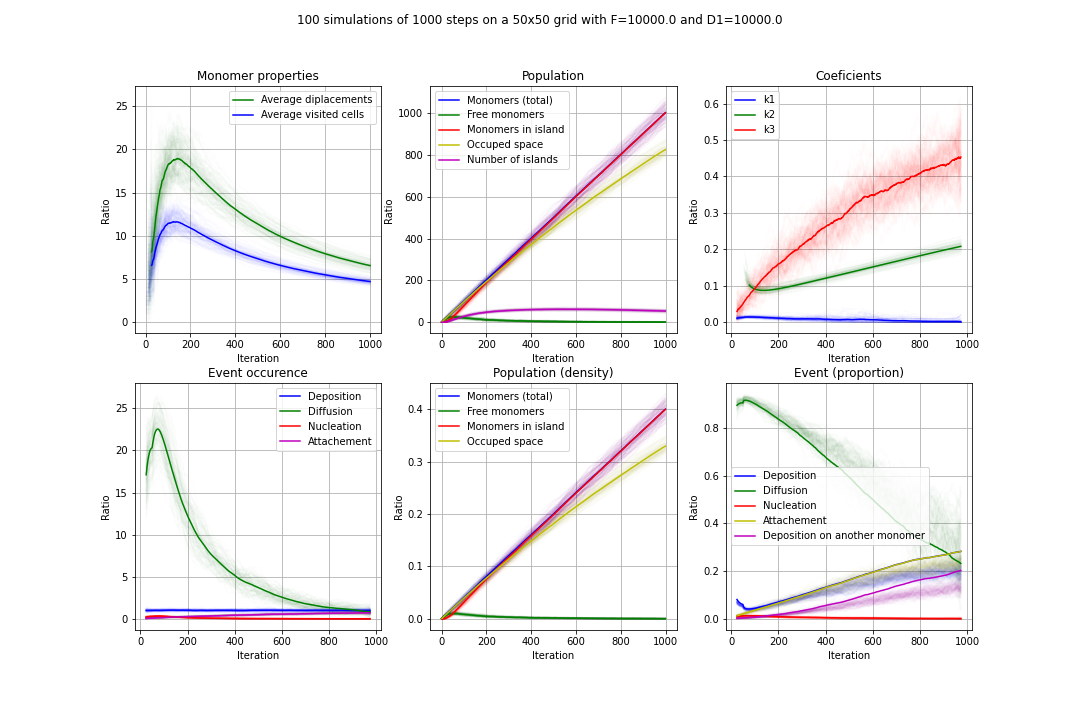 100 simulations of 1000 steps on a 50x50 grid with F=10000.0 and D1=10000.0
Monomer properties
Average diplacements
Average visited cells
Ratio
25
20
15
10
5
0
0 200 400 600 800 1000
Iteration
Population
Monomers (total)
Free monomers
Monomers in island
Occuped space
Number of islands
Ratio
1000
800
600
400
200
0
0 200 400 600 800 1000
Iteration
Coeficients
k1
k2
k3
Ratio
0.6
0.5
0.4
0.3
0.2
0.1
0.0
0 200 400 600 800 1000
Iteration
Event occurence
Deposition
Diffusion
Nucleation
Attachement
Ratio
25
20
15
10
5
0
0 200 400 600 800 1000
Iteration
Population (density)
Monomers (total)
Free monomers
Monomers in island
Occuped space
Ratio
0.4
0.3
0.2
0.1
0.0
0 200 400 600 800 1000
Iteration
Event (proportion)
Deposition
Diffusion
Nucleation
Attachement
Deposition on another monomer
Ratio
0.8
0.6
0.4
0.2
0.0
0 200 400 600 800 1000
Iteration